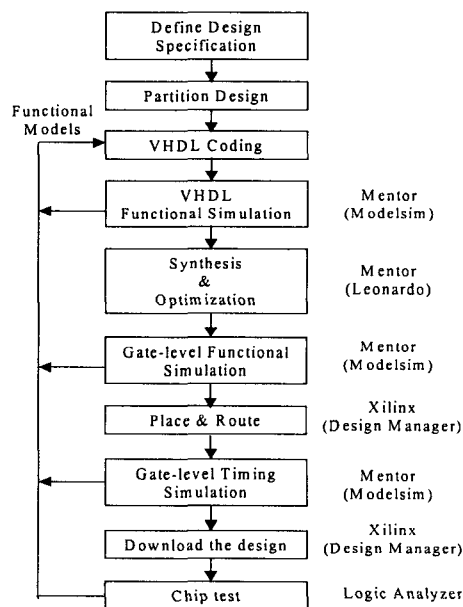 Define Design
Specification
Partition Design
Functional
Models
VHDL Coding
VHDL
Functional Simulation
Mentor
(Modelsim)
Synthesis
&
Optimization
Mentor
(Leonardo)
Gate-level Functional
Simulation
Mentor
(Modelsim)
Place & Route
Xilinx
(Design Manager)
Gate-level Timing
Simulation
Mentor
(Modelsim)
Download the design
Xilinx
(Design Manager)
Chip test
Logic Analyzer